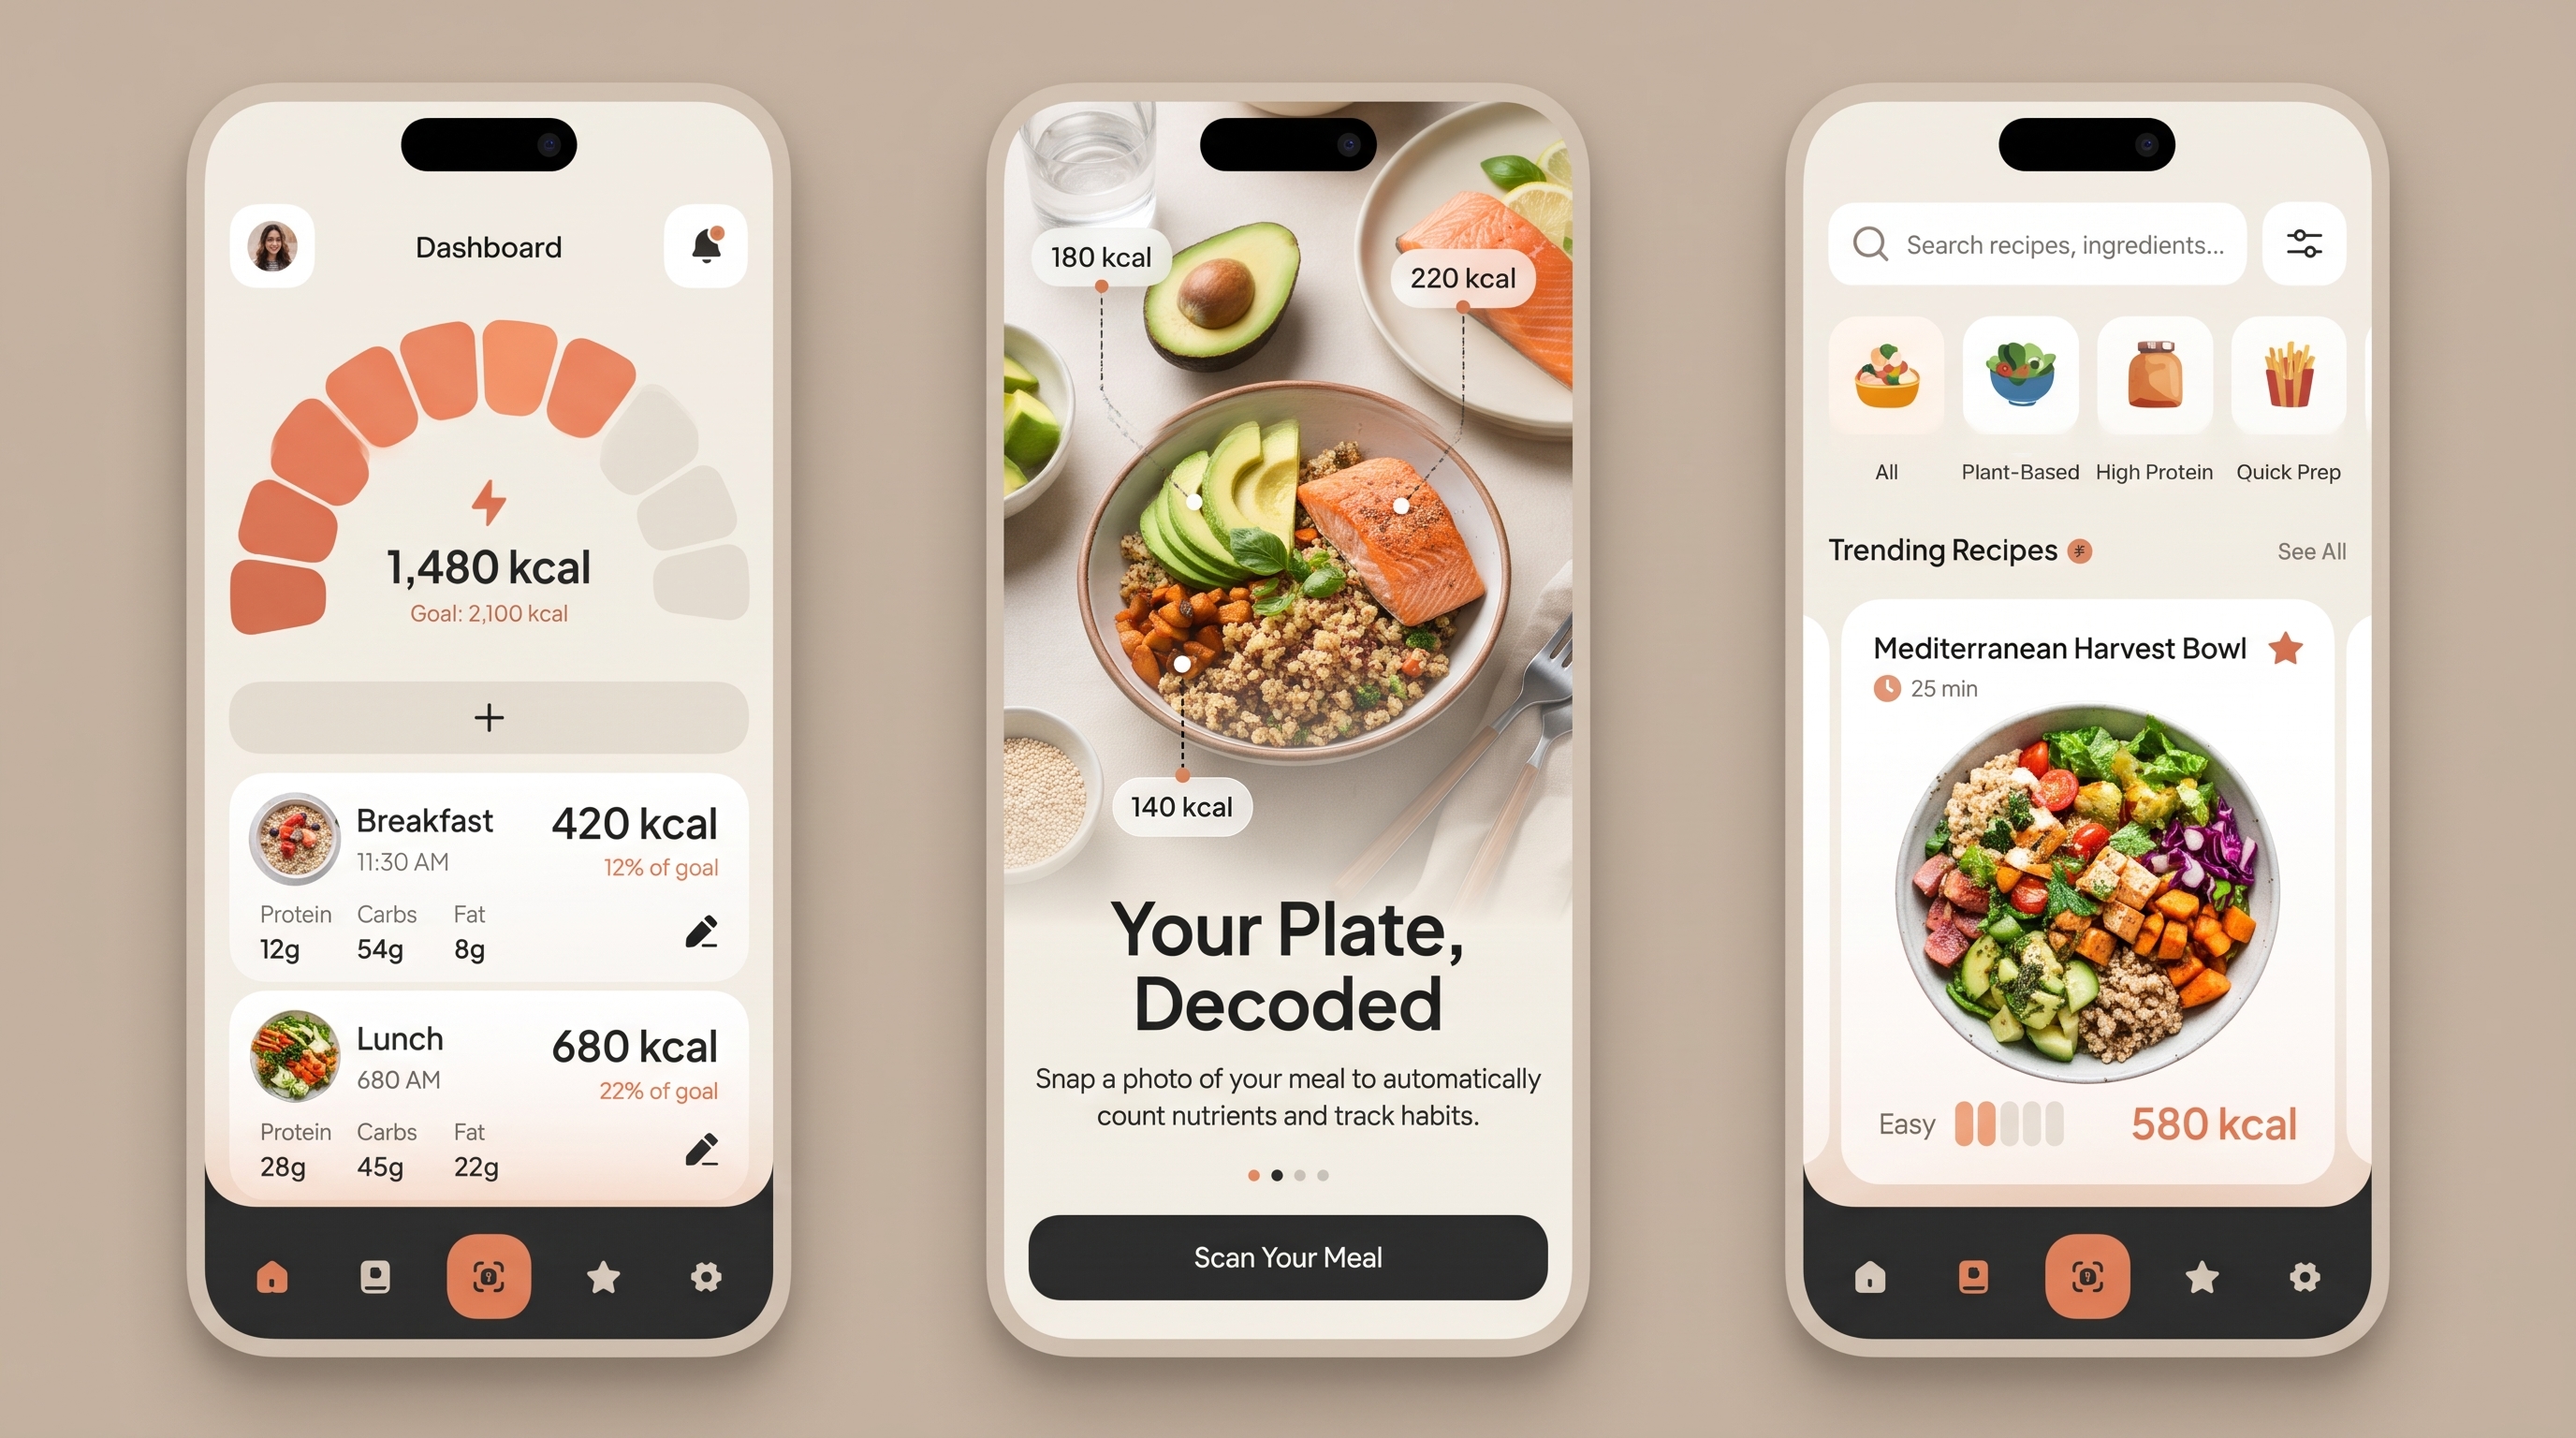 Dashboard
1,480 kcal
Goal: 2,100 kcal
+
Breakfast
11:30 AM
420 kcal
12% of goal
Protein Carbs Fat
12g 54g 8g
Lunch
680 AM
680 kcal
22% of goal
Protein Carbs Fat
28g 45g 22g
180 kcal
220 kcal
140 kcal
Your Plate,
Decoded
Snap a photo of your meal to automatically
count nutrients and track habits.
Scan Your Meal
Search recipes, ingredients...
All Plant-Based High Protein Quick Prep
Trending Recipes
See All
Mediterranean Harvest Bowl
25 min
Easy
580 kcal